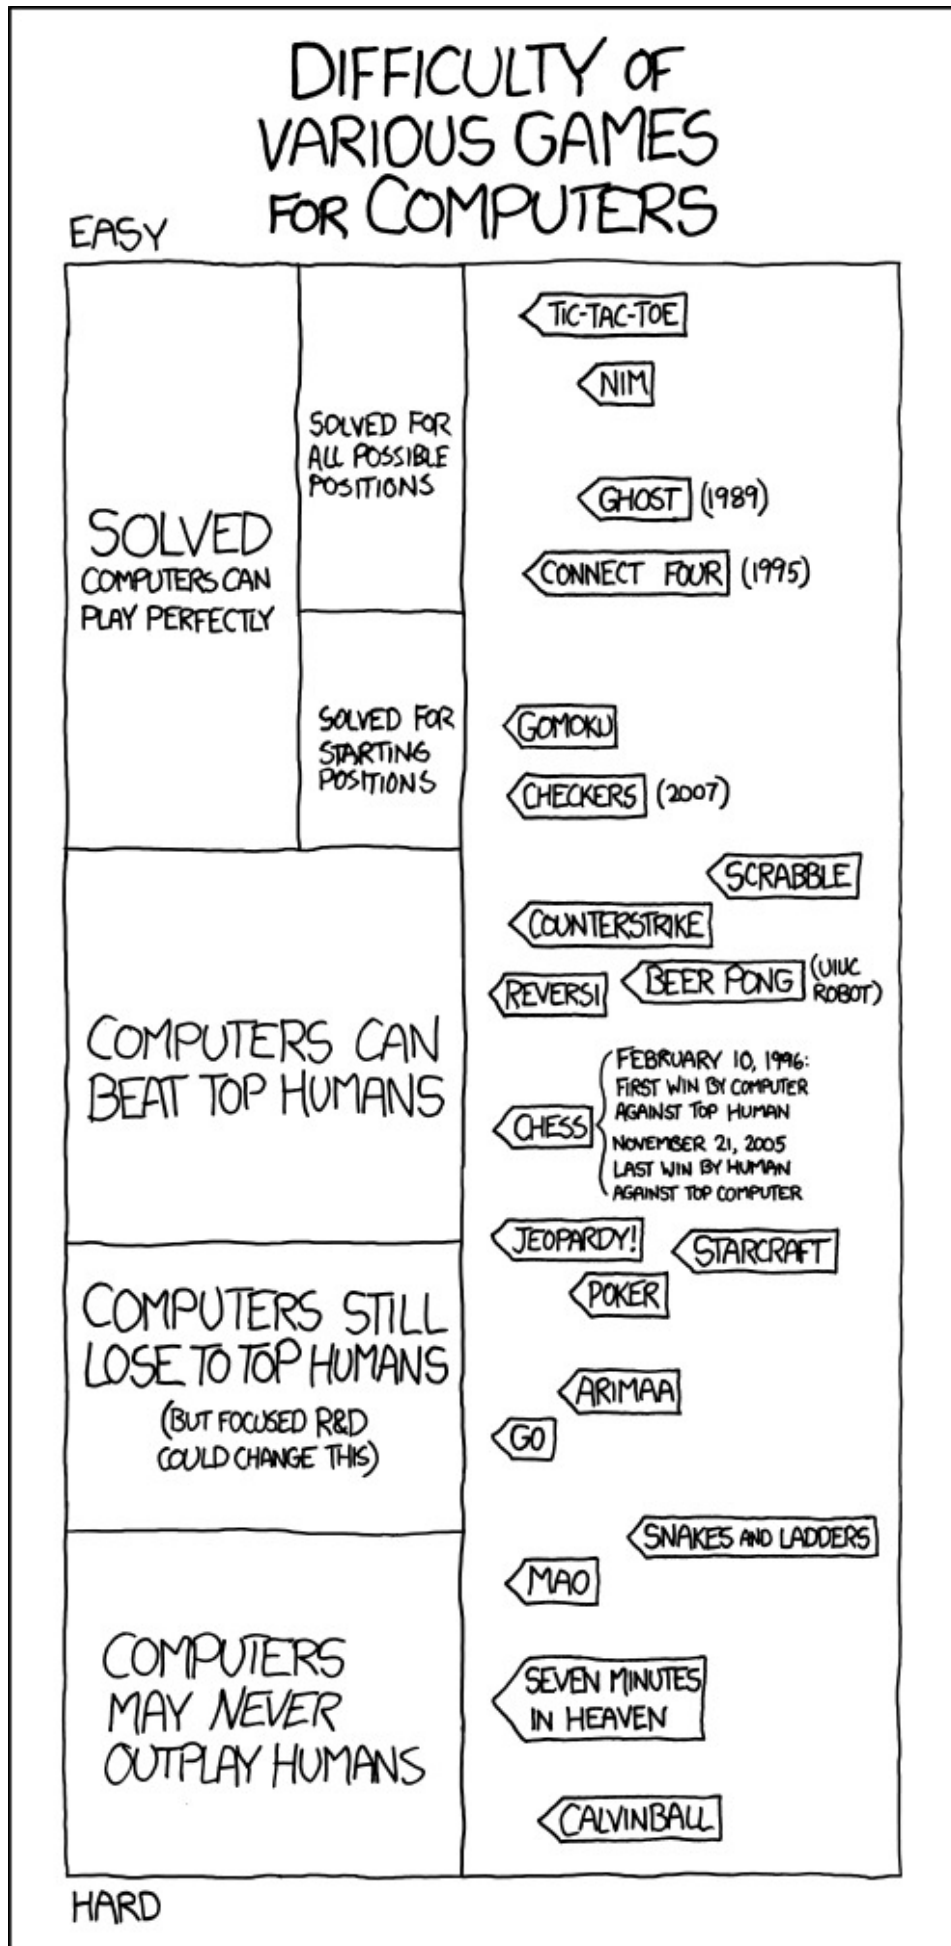 DIFFICULTY OF
VARIOUS GAMES
FOR COMPUTERS
EASY
SOLVED
COMPUTERS CAN
PLAY PERFECTLY
SOLVED FOR
ALL POSSIBLE
POSITIONS
TIC-TAC-TOE
NIM
GHOST (1989)
CONNECT FOUR (1995)
SOLVED FOR
STARTING
POSITIONS
GOMOKU
CHECKERS (2007)
COMPUTERS CAN
BEAT TOP HUMANS
SCRABBLE
COUNTERSTRIKE
REVERSI
BEER PONG (UIUC
ROBOT)
CHESS
FEBRUARY 10, 1996:
FIRST WIN BY COMPUTER
AGAINST TOP HUMAN
NOVEMBER 21, 2005
LAST WIN BY HUMAN
AGAINST TOP COMPUTER
JEOPARDY!
COMPUTERS STILL
LOSE TO TOP HUMANS
(BUT FOCUSED R&D
COULD CHANGE THIS)
STARCRAFT
POKER
ARIMAA
GO
COMPUTERS
MAY NEVER
OUTPLAY HUMANS
SNAKES AND LADDERS
MAO
SEVEN MINUTES
IN HEAVEN
CALVINBALL
HARD